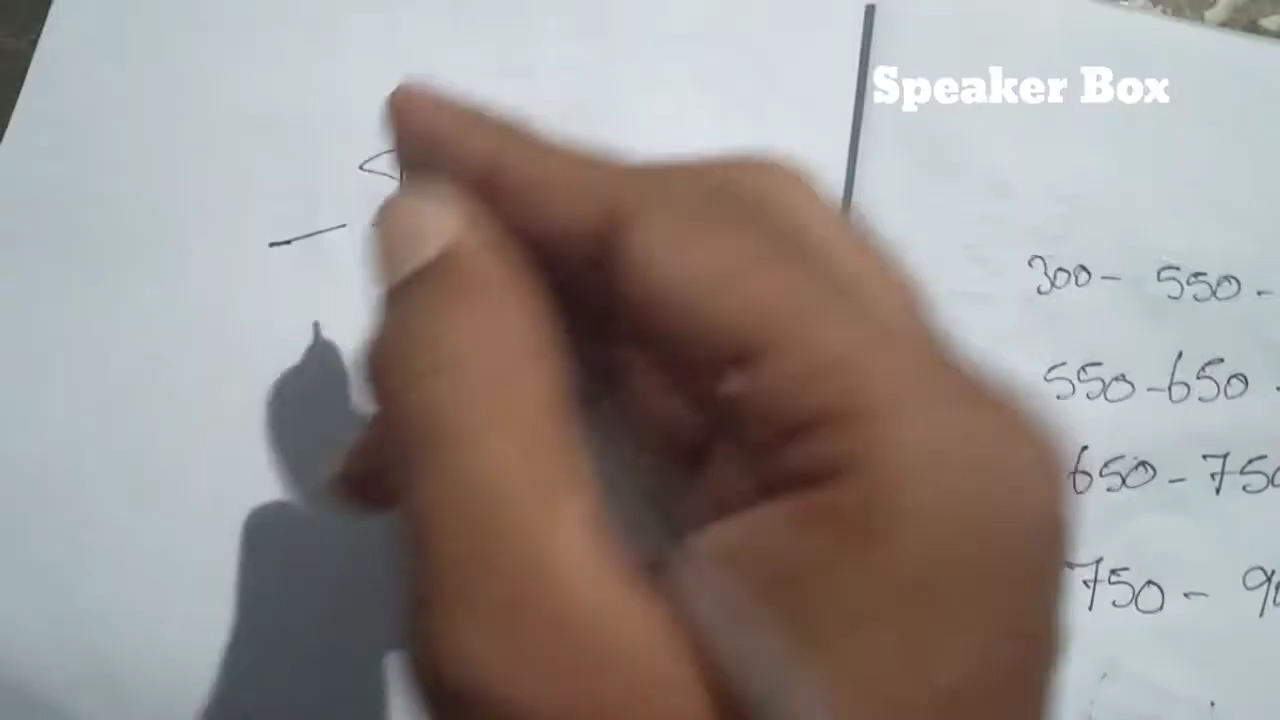 Speaker Box
300 - 550 -
550 - 650 -
650 - 750
750 -